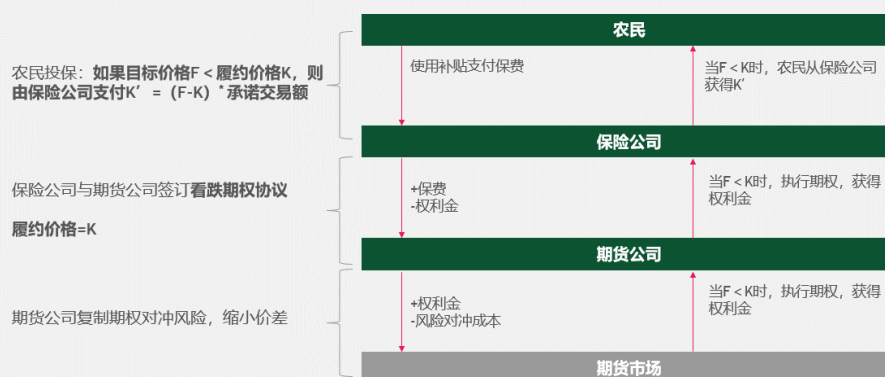 农民
农民投保：如果目标价格F＜履约价格K，则
由保险公司支付K’ =（F-K）*承诺交易额
使用补贴支付保费
当F＜K时，农民从保险公司
获得K’
保险公司
保险公司与期货公司签订看跌期权协议
履约价格=K
+保费
-权利金
当F＜K时，执行期权，获得
权利金
期货公司
期货公司复制期权对冲风险，缩小价差
+权利金
-风险对冲成本
当F＜K时，执行期权，获得
权利金
期货市场